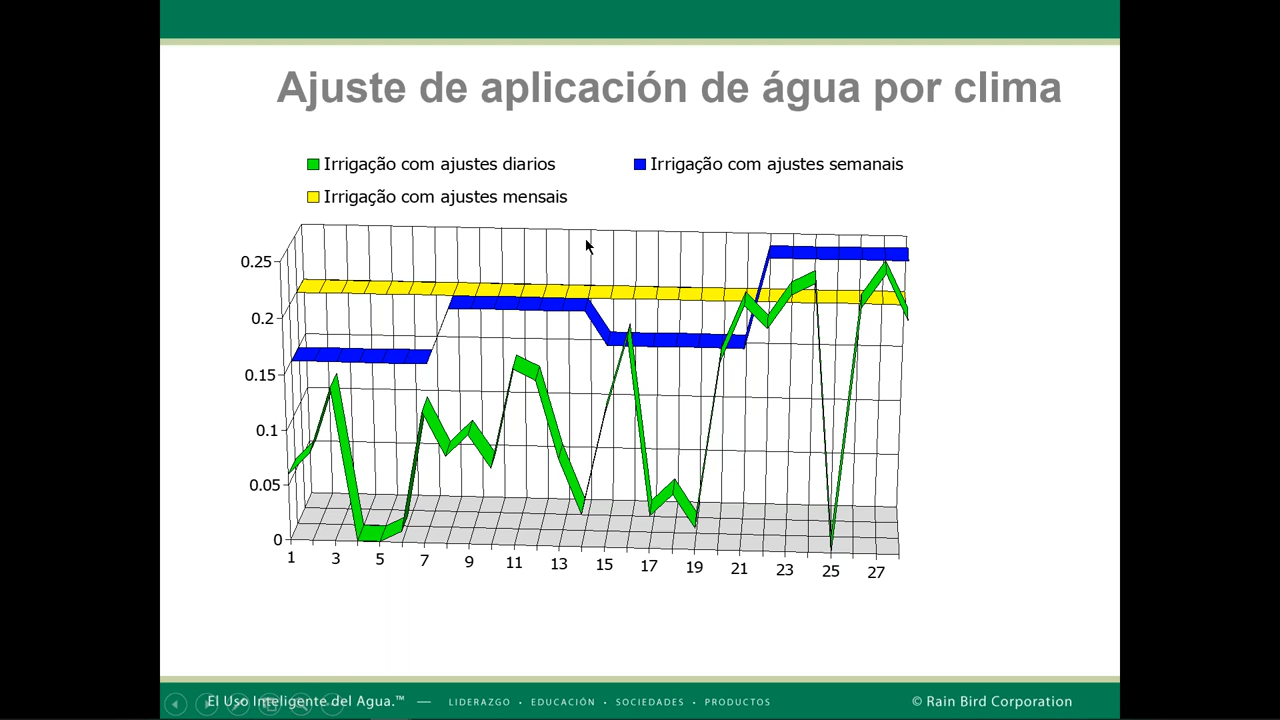 Ajuste de aplicación de água por clima
Irrigação com ajustes diarios
Irrigação com ajustes semanais
Irrigação com ajustes mensais
0.25
0.2
0.15
0.1
0.05
0
1 3 5 7 9 11 13 15 17 19 21 23 25 27
El Uso Inteligente del Agua.™ — LIDERAZGO • EDUCACIÓN • SOCIEDADES • PRODUCTOS © Rain Bird Corporation